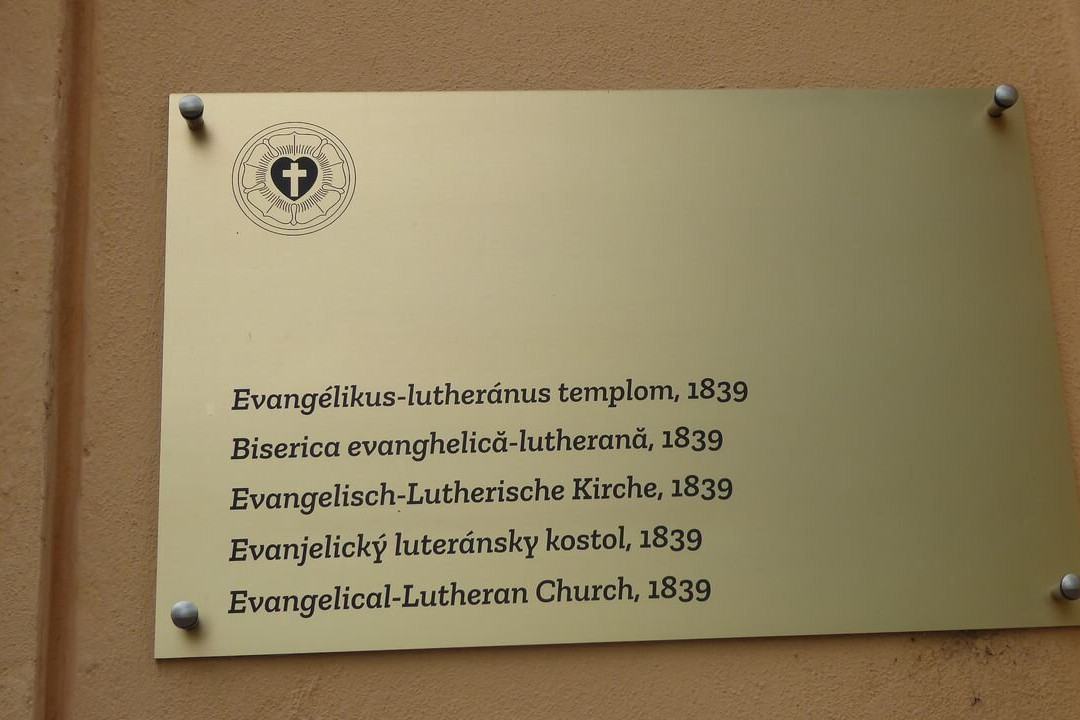 Evangélikus-lutheránus templom, 1839
Biserica evanghelică-lutherană, 1839
Evangelisch-Lutherische Kirche, 1839
Evanjelický luteránsky kostol, 1839
Evangelical-Lutheran Church, 1839